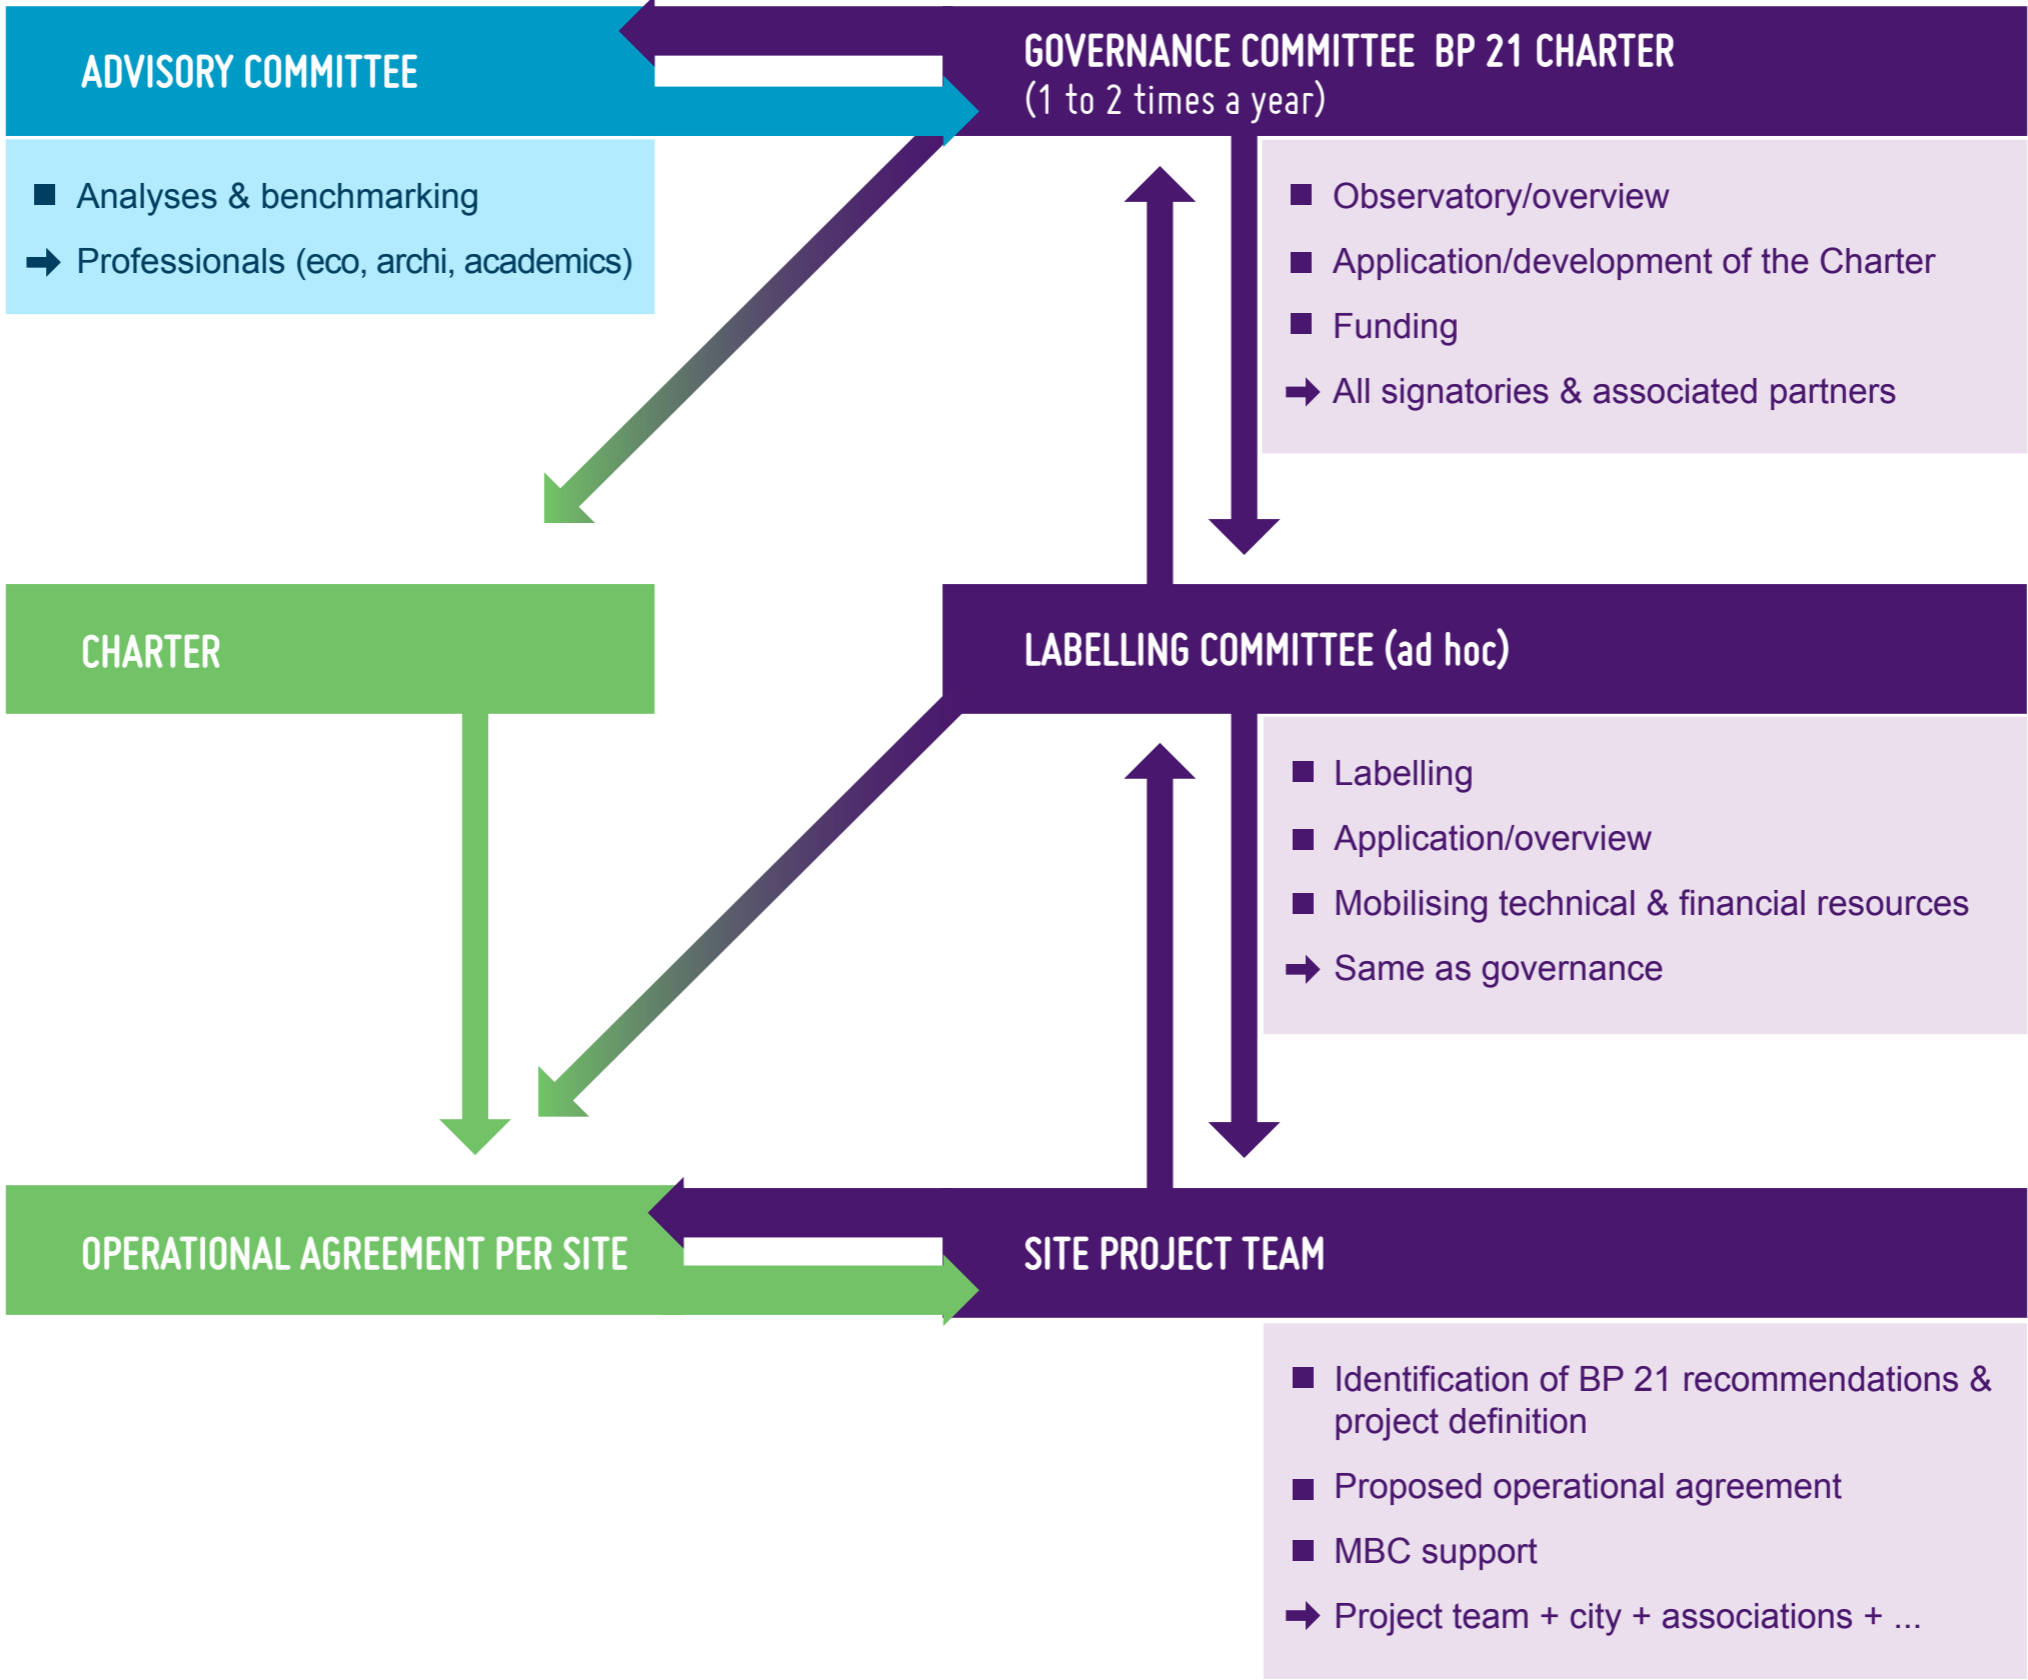 ADVISORY COMMITTEE
Analyses & benchmarking
Professionals (eco, archi, academics)
GOVERNANCE COMMITTEE BP 21 CHARTER
(1 to 2 times a year)
Observatory/overview
Application/development of the Charter
Funding
All signatories & associated partners
CHARTER
LABELLING COMMITTEE (ad hoc)
Labelling
Application/overview
Mobilising technical & financial resources
Same as governance
OPERATIONAL AGREEMENT PER SITE
SITE PROJECT TEAM
Identification of BP 21 recommendations &
project definition
Proposed operational agreement
MBC support
Project team + city + associations + ...